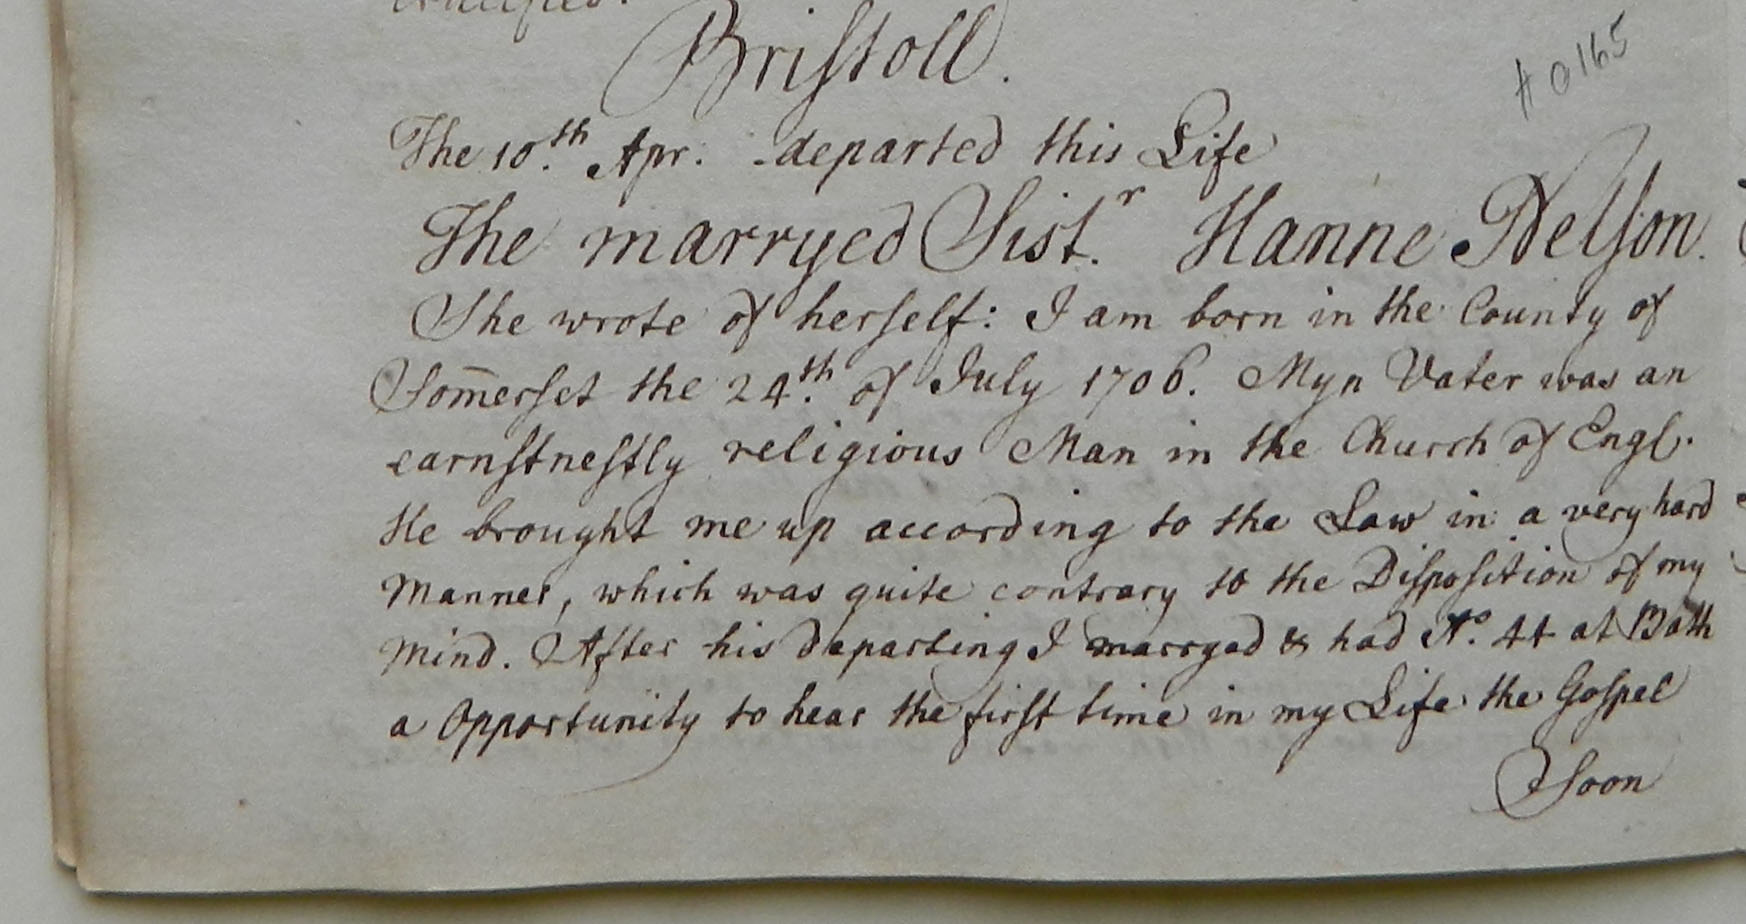 Bristoll.
A 0165
The 10.th Apr. departed this Life
The marryed Sist.r Hanne Nelson.
She wrote of herself: I am born in the County of
Som̅erset the 24.th of July 1706. Myn Vater was an
earnstnestly religious Man in the Church of Engl.
He brought me up according to the Law in a very hard
Manner, which was quite contrary to the Disposition of my
Mind. After his departing I marryed & had Ao. 44 at Bath
a Opportunity to hear the first time in my Life the Gospel
Soon